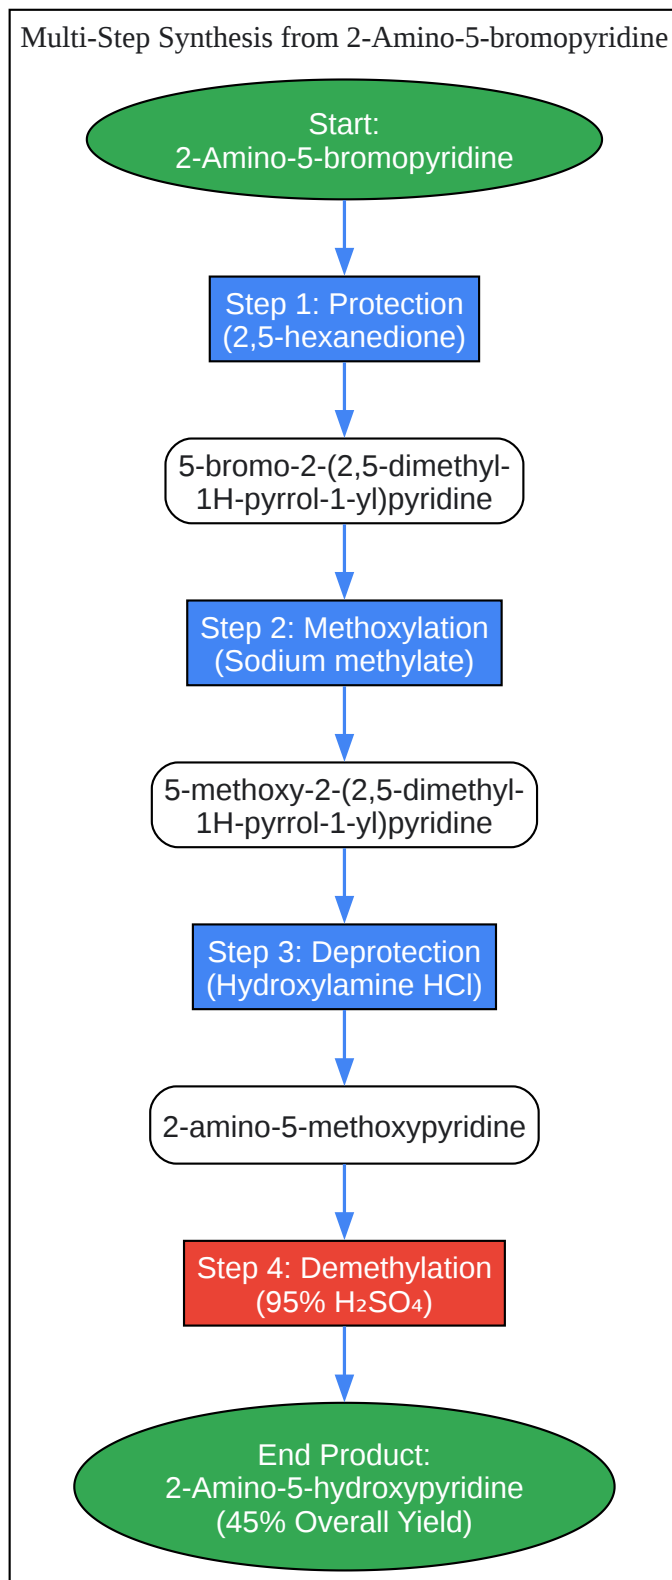 Multi-Step Synthesis from 2-Amino-5-bromopyridine
Start:
2-Amino-5-bromopyridine
Step 1: Protection
(2,5-hexanedione)
5-bromo-2-(2,5-dimethyl-
1H-pyrrol-1-yl)pyridine
Step 2: Methoxylation
(Sodium methylate)
5-methoxy-2-(2,5-dimethyl-
1H-pyrrol-1-yl)pyridine
Step 3: Deprotection
(Hydroxylamine HCl)
2-amino-5-methoxypyridine
Step 4: Demethylation
(95% H₂SO₄)
End Product:
2-Amino-5-hydroxypyridine
(45% Overall Yield)